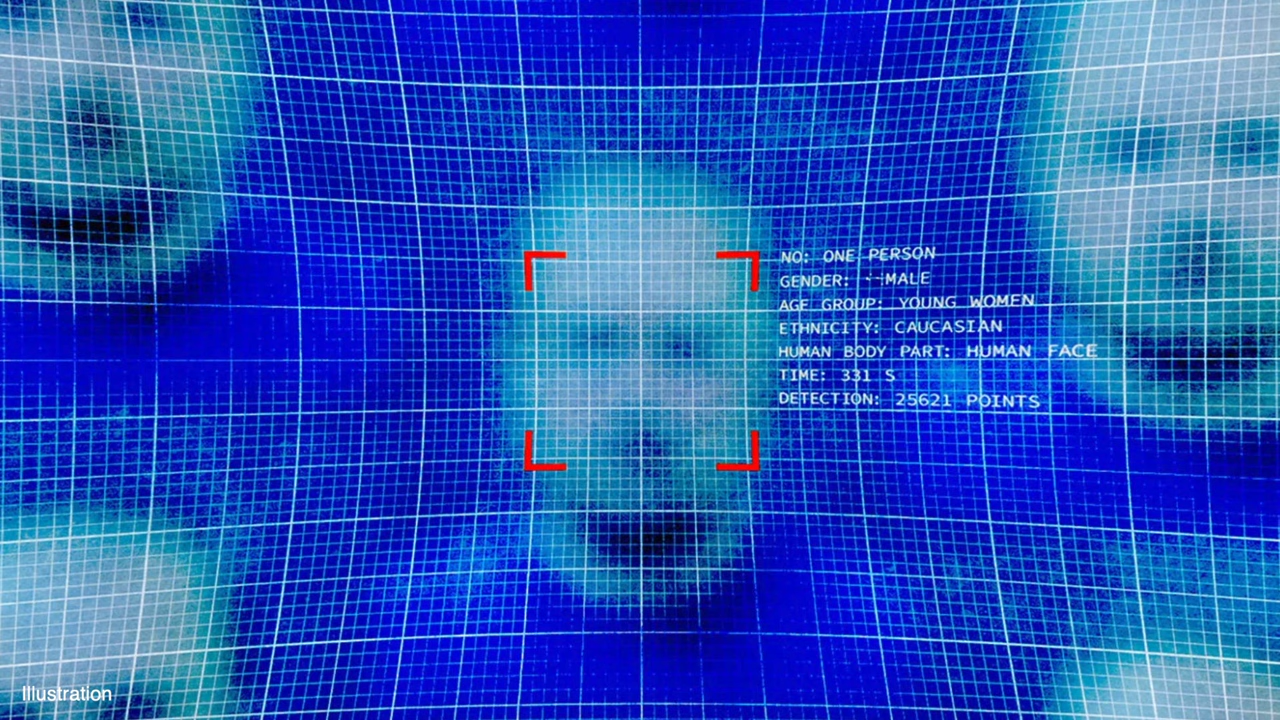 NO: ONE PERSON
GENDER: MALE
AGE GROUP: YOUNG WOMEN
ETHNICITY: CAUCASIAN
HUMAN BODY PART: HUMAN FACE
TIME: 331 S
DETECTION: 25621 POINTS
Illustration